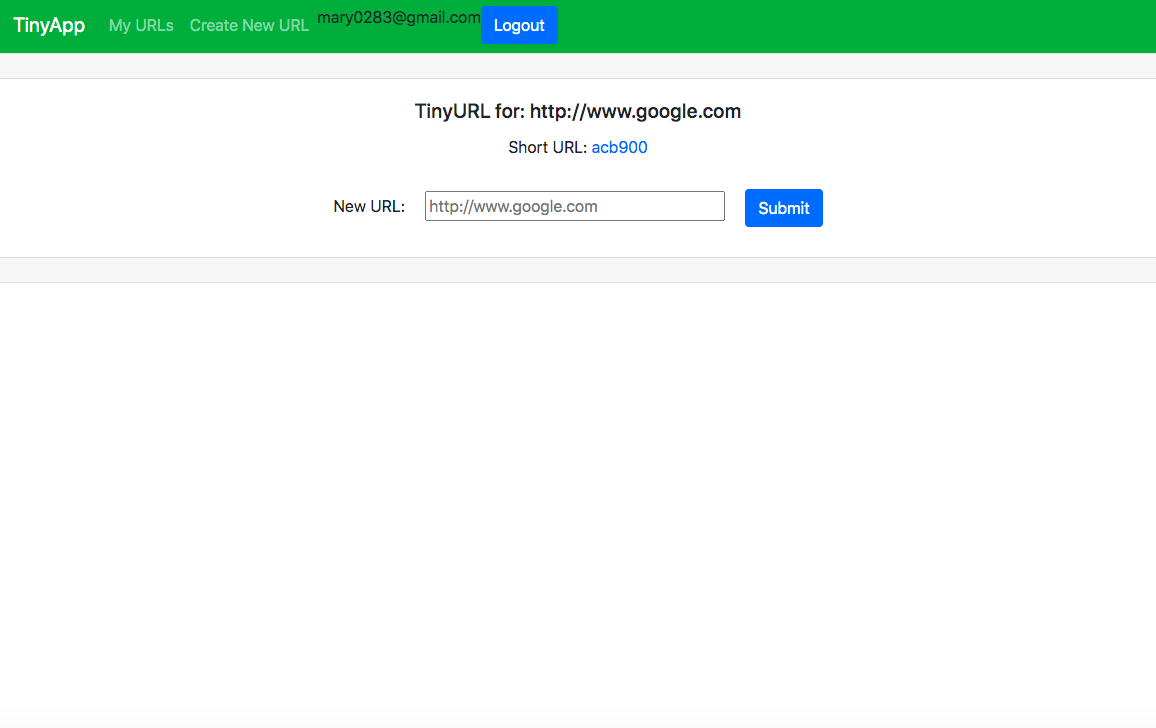 TinyApp My URLs Create New URL mary0283@gmail.com Logout
TinyURL for: http://www.google.com
Short URL: acb900
New URL: http://www.google.com Submit